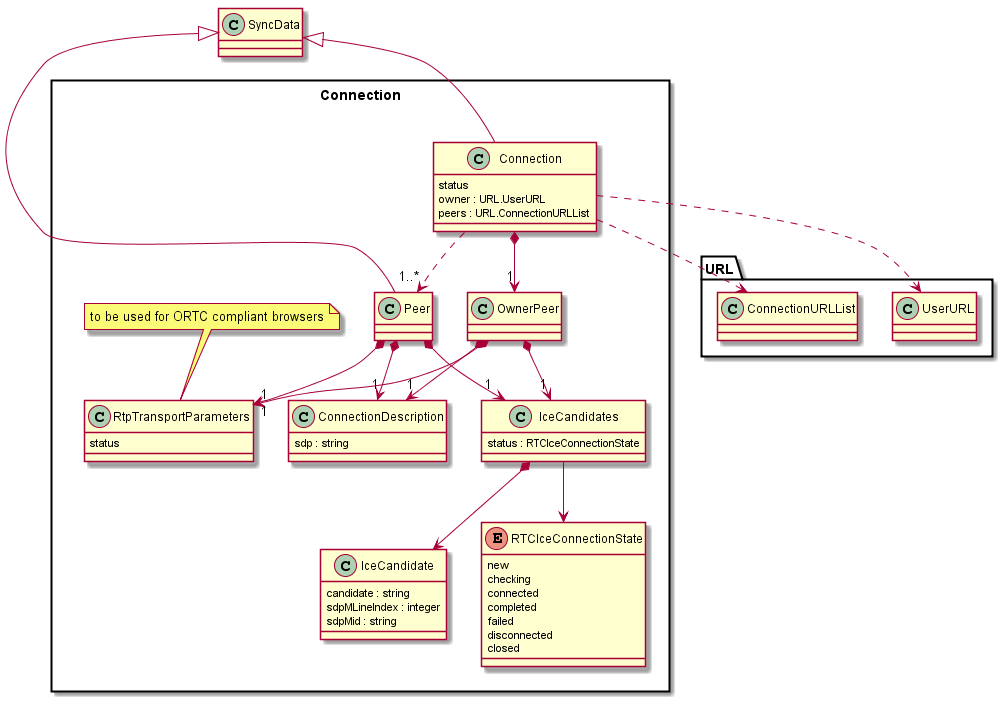 C SyncData
Connection
C Connection
status
owner : URL.UserURL
peers : URL.ConnectionURLList
URL
1..*
1
C Peer
C OwnerPeer
C ConnectionURLList
C UserURL
to be used for ORTC compliant browsers
1
1
1
1
1
1
C RtpTransportParameters
status
C ConnectionDescription
sdp : string
C IceCandidates
status : RTCIceConnectionState
C IceCandidate
candidate : string
sdpMLineIndex : integer
sdpMid : string
E RTCIceConnectionState
new
checking
connected
completed
failed
disconnected
closed